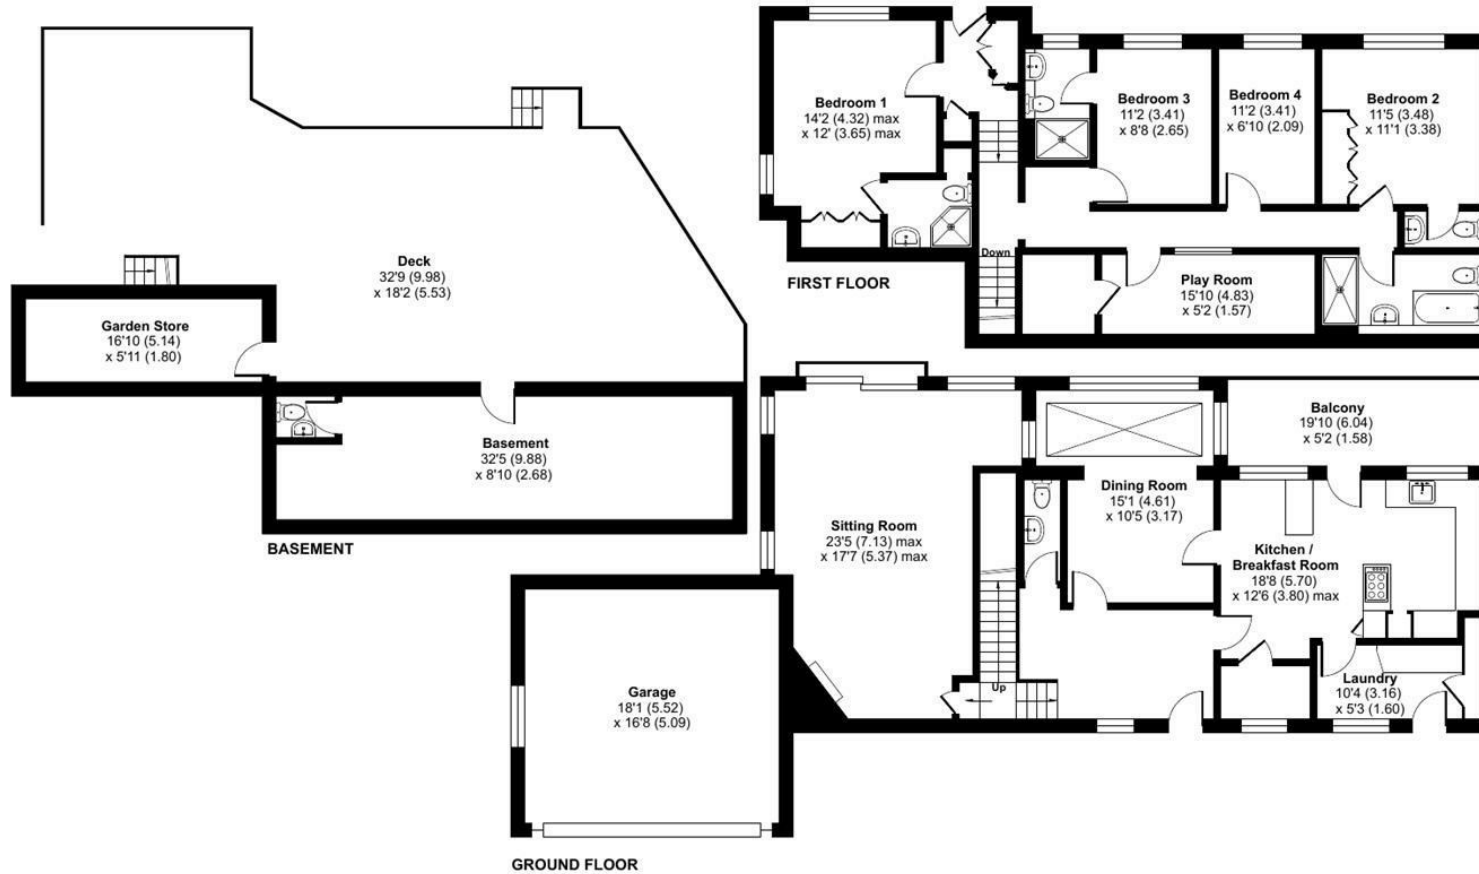 Bedroom 1
14'2 (4.32) max
x 12' (3.65) max
Bedroom 3
11'2 (3.41)
x 8'8 (2.65)
Bedroom 4
11'2 (3.41)
x 6'10 (2.09)
Bedroom 2
11'5 (3.48)
x 11'1 (3.38)
Down
Play Room
15'10 (4.83)
x 5'2 (1.57)
FIRST FLOOR
Deck
32'9 (9.98)
x 18'2 (5.53)
Garden Store
16'10 (5.14)
x 5'11 (1.80)
Basement
32'5 (9.88)
x 8'10 (2.68)
BASEMENT
Balcony
19'10 (6.04)
x 5'2 (1.58)
Dining Room
15'1 (4.61)
x 10'5 (3.17)
Sitting Room
23'5 (7.13) max
x 17'7 (5.37) max
Kitchen /
Breakfast Room
18'8 (5.70)
x 12'6 (3.80) max
Up
Laundry
10'4 (3.16)
x 5'3 (1.60)
Garage
18'1 (5.52)
x 16'8 (5.09)
GROUND FLOOR